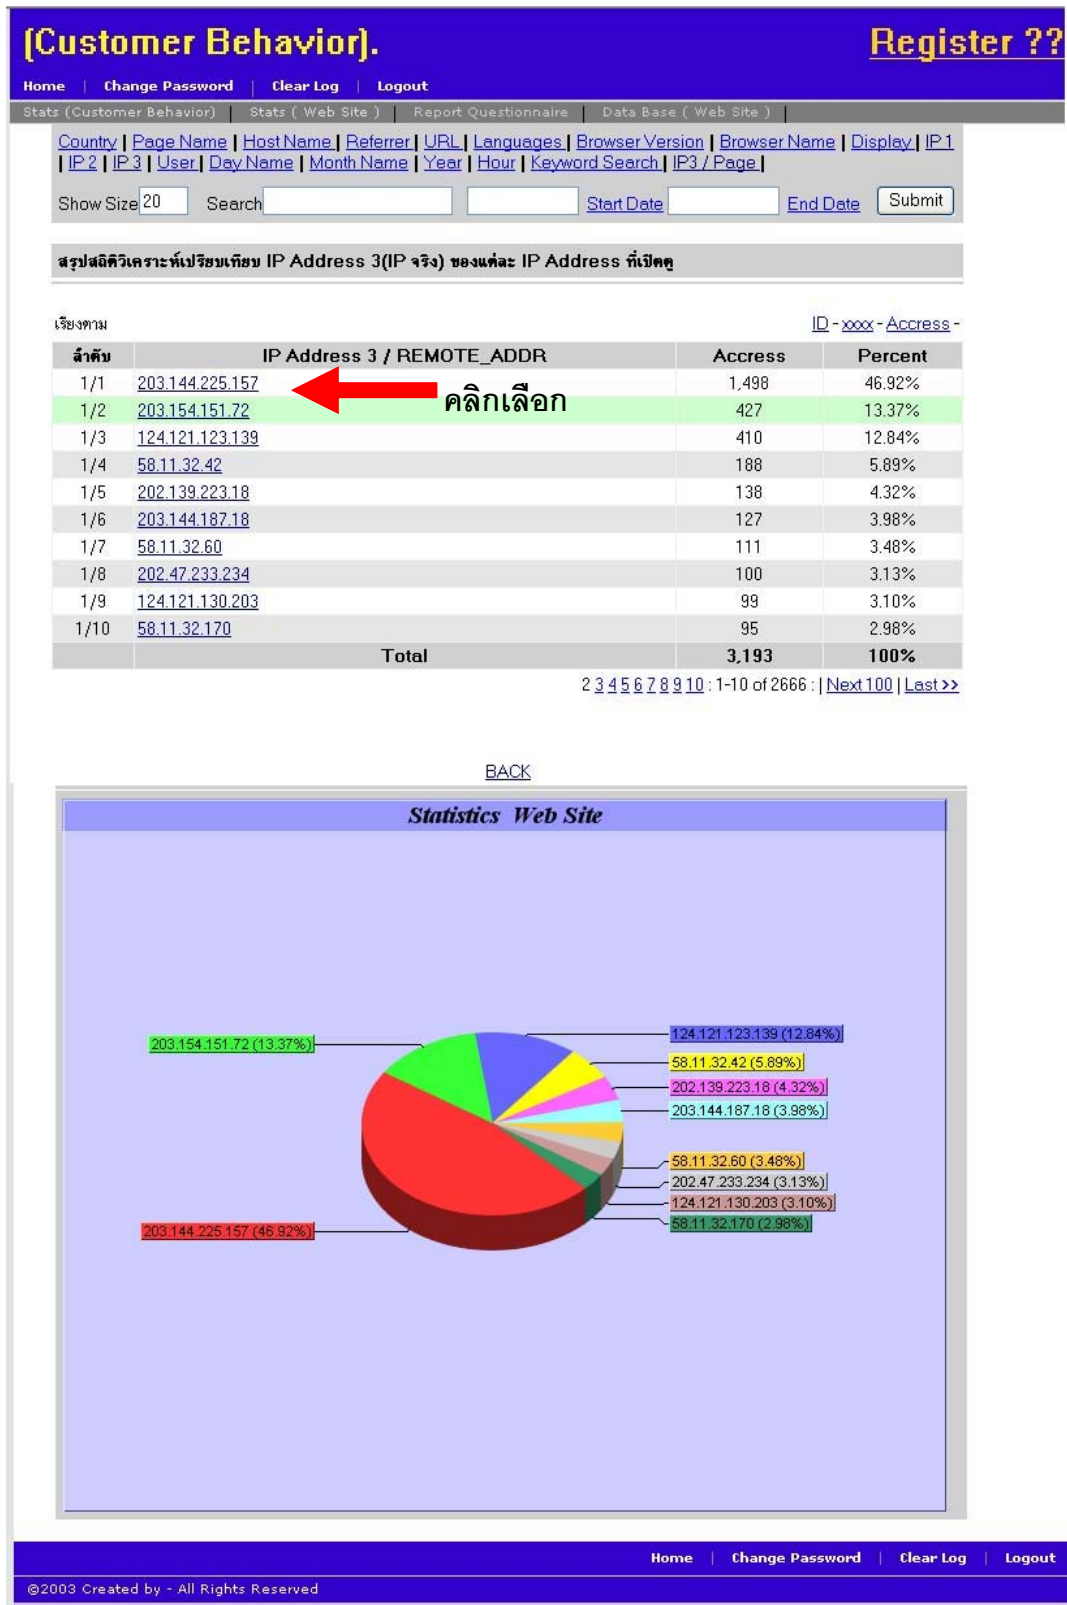 (Customer Behavior).
Register ??
Home | Change Password | Clear Log | Logout
Stats (Customer Behavior) | Stats ( Web Site ) | Report Questionnaire | Data Base ( Web Site ) |
Country | Page Name | Host Name | Referrer | URL | Languages | Browser Version | Browser Name | Display | IP 1
| IP 2 | IP 3 | User | Day Name | Month Name | Year | Hour | Keyword Search | IP3 / Page |
Show Size 20 Search Start Date End Date Submit
สรุปสถิติวิเคราะห์เปรียบเทียบ IP Address 3(IP จริง) ของแต่ละ IP Address ที่เปิดดู
เรียงตาม ID - xxxx - Accress -
ลำดับ IP Address 3 / REMOTE_ADDR Accress Percent
1/1 203.144.225.157 1,498 46.92%
คลิกเลือก
1/2 203.154.151.72 427 13.37%
1/3 124.121.123.139 410 12.84%
1/4 58.11.32.42 188 5.89%
1/5 202.139.223.18 138 4.32%
1/6 203.144.187.18 127 3.98%
1/7 58.11.32.60 111 3.48%
1/8 202.47.233.234 100 3.13%
1/9 124.121.130.203 99 3.10%
1/10 58.11.32.170 95 2.98%
Total 3,193 100%
2 3 4 5 6 7 8 9 10 : 1-10 of 2666 : | Next 100 | Last >>
BACK
Statistics Web Site
124.121.123.139 (12.84%)
203.154.151.72 (13.37%)
58.11.32.42 (5.89%)
202.139.223.18 (4.32%)
203.144.187.18 (3.98%)
58.11.32.60 (3.48%)
202.47.233.234 (3.13%)
124.121.130.203 (3.10%)
58.11.32.170 (2.98%)
203.144.225.157 (46.92%)
Home | Change Password | Clear Log | Logout
©2003 Created by - All Rights Reserved